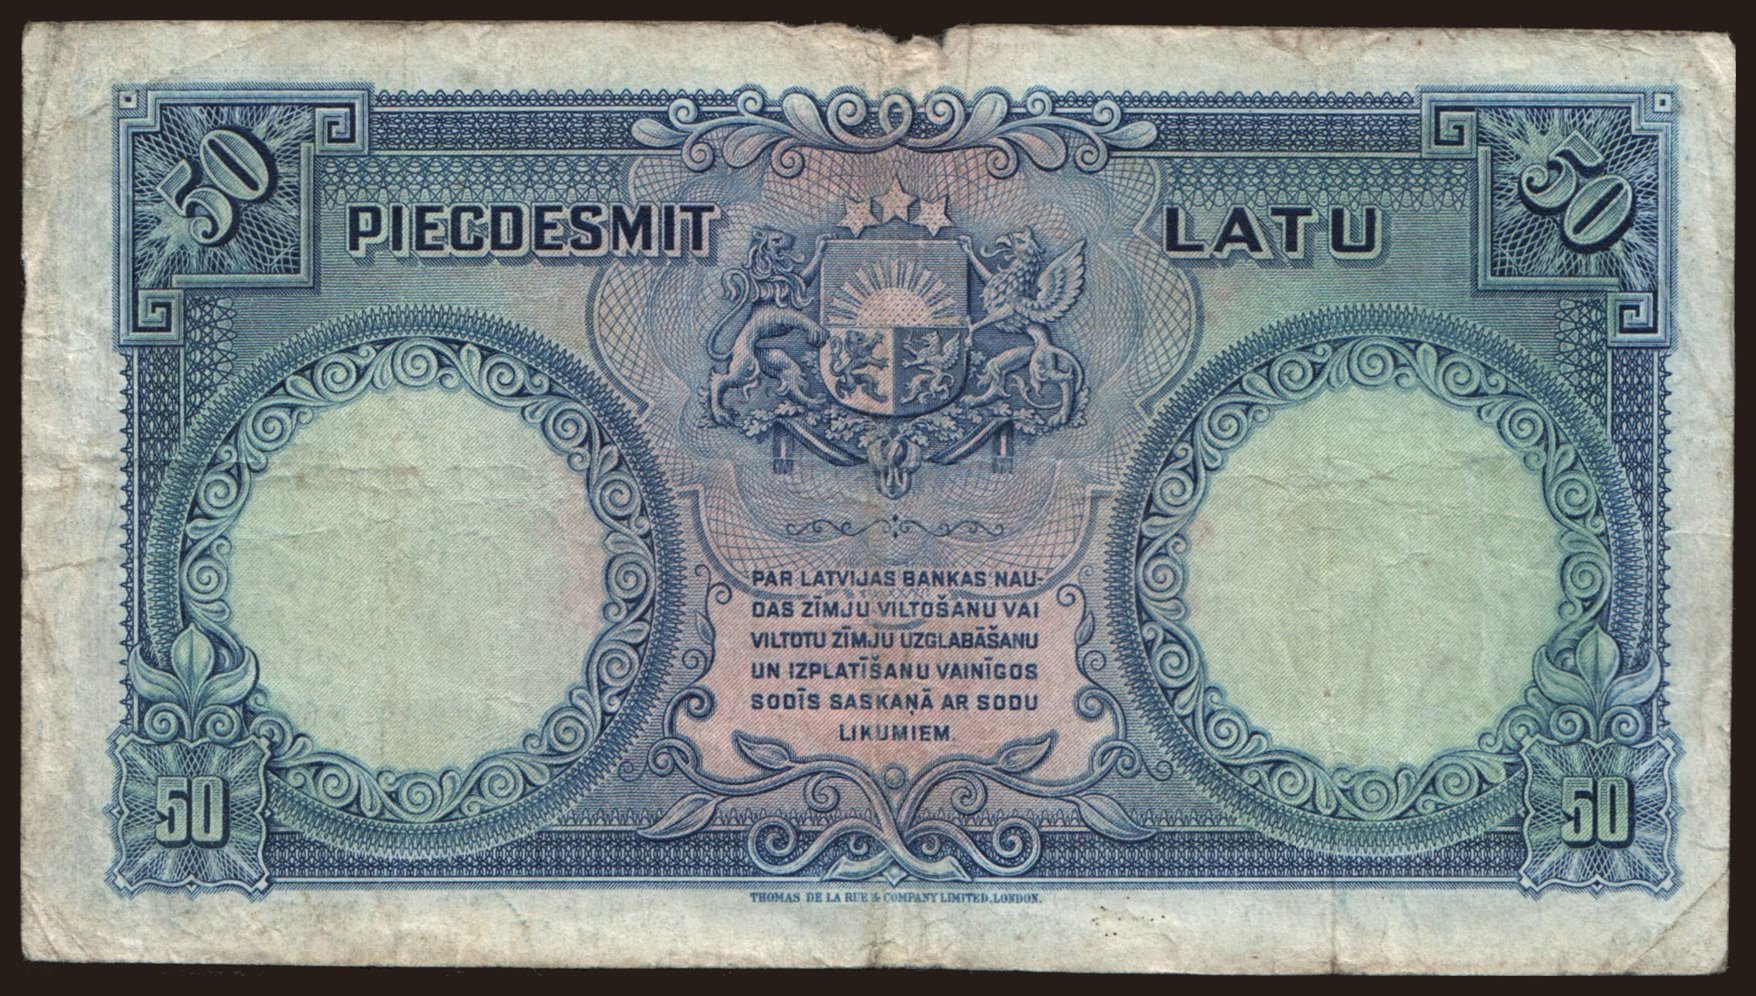 50
50
PIECDESMIT LATU
PAR LATVIJAS BANKAS NAU-
DAS ZĪMJU VILTOŠANU VAI
VILTOTU ZĪMJU UZGLABĀŠANU
UN IZPLATĪŠANU VAINĪGOS
SODĪS SASKAŅĀ AR SODU
LIKUMIEM.
50
50
THOMAS DE LA RUE & COMPANY LIMITED, LONDON.